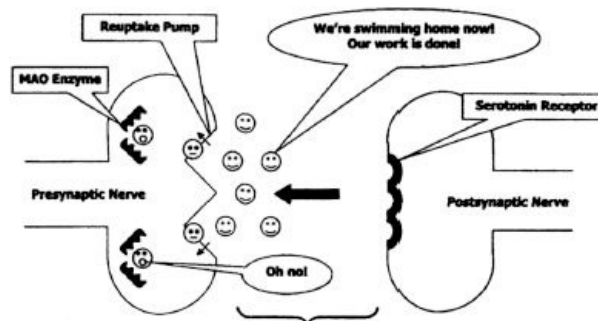 Reuptake Pump
We're swimming home now!
Our work is done!
MAO Enzyme
Serotonin Receptor
Presynaptic Nerve
Postsynaptic Nerve
Oh no!